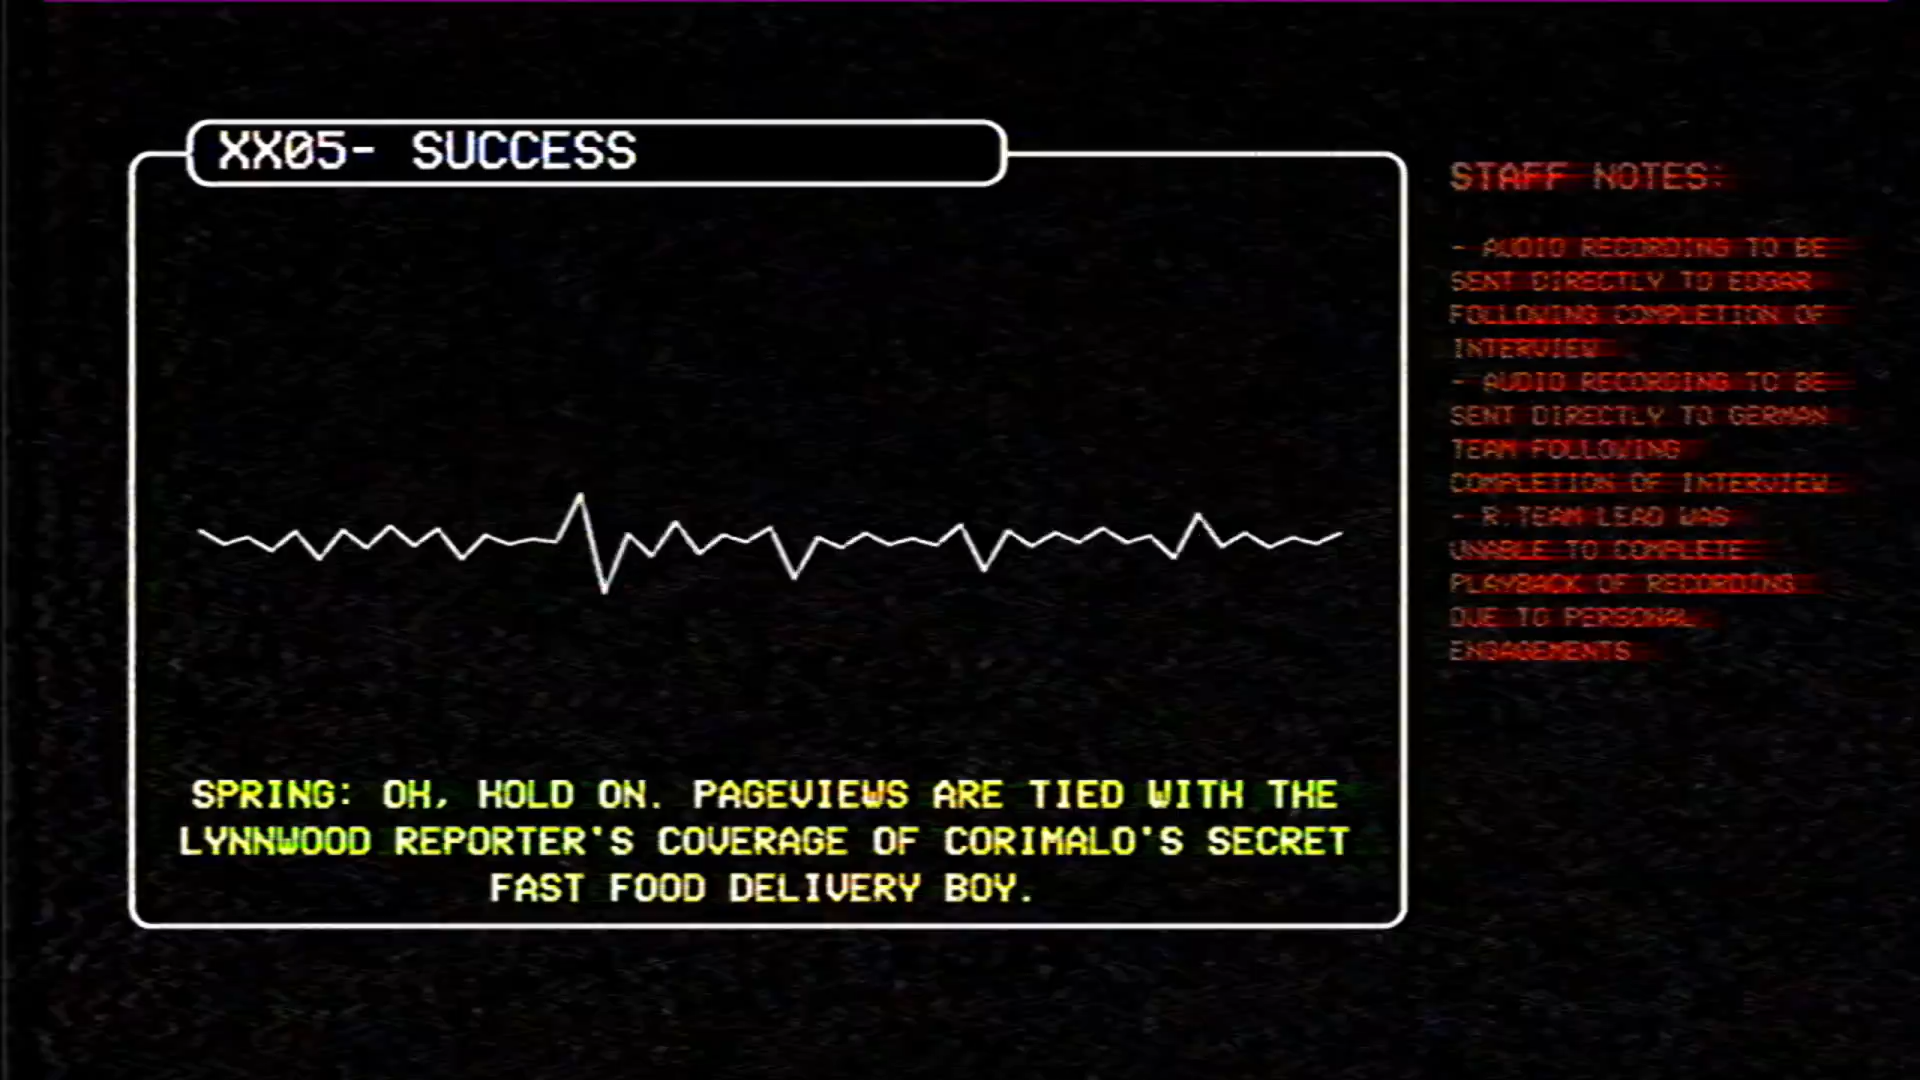 XX05- SUCCESS
SPRING: OH, HOLD ON. PAGEVIEWS ARE TIED WITH THE
LYNNWOOD REPORTER'S COVERAGE OF CORIMALO'S SECRET
FAST FOOD DELIVERY BOY.
STAFF NOTES:
- AUDIO RECORDING TO BE
SENT DIRECTLY TO EDGAR
FOLLOWING COMPLETION OF
INTERVIEW
- AUDIO RECORDING TO BE
SENT DIRECTLY TO GERMAN
TEAM FOLLOWING
COMPLETION OF INTERVIEW
- R.TEAM LEAD WAS
UNABLE TO COMPLETE
PLAYBACK OF RECORDING
DUE TO PERSONAL
ENGAGEMENTS